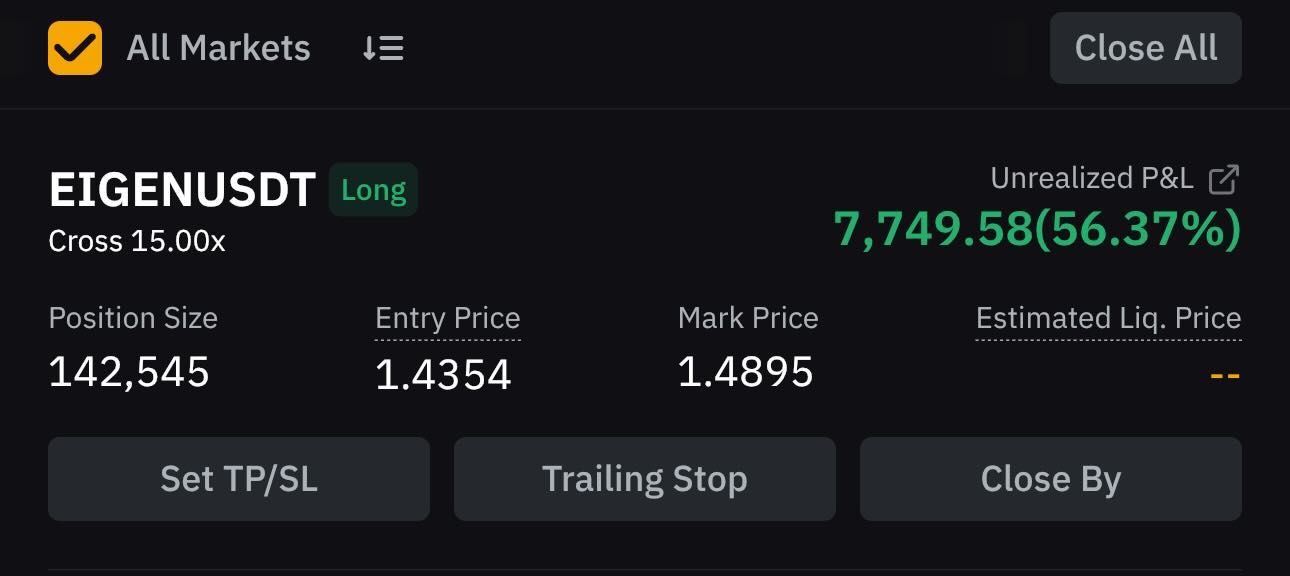 All Markets
Close All
EIGENUSDT Long
Cross 15.00x
Unrealized P&L
7,749.58(56.37%)
Position Size
142,545
Entry Price
1.4354
Mark Price
1.4895
Estimated Liq. Price
--
Set TP/SL
Trailing Stop
Close By